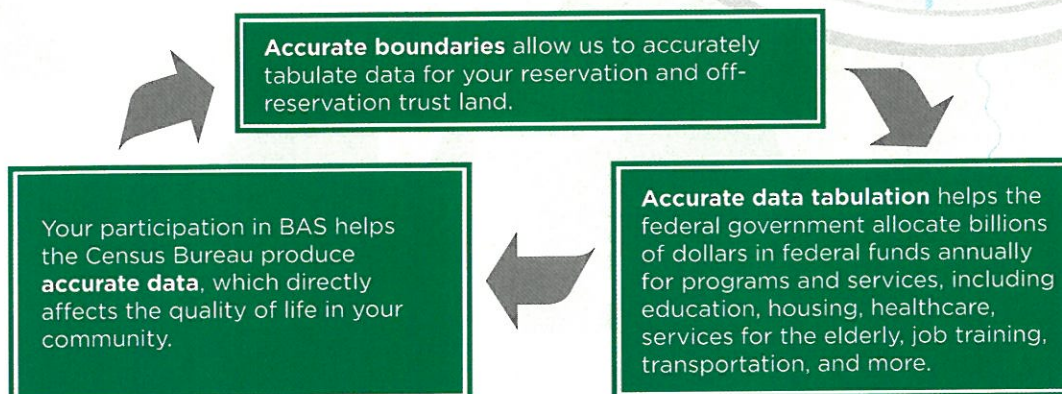 Accurate boundaries allow us to accurately
tabulate data for your reservation and off-
reservation trust land.
Accurate data tabulation helps the
federal government allocate billions
of dollars in federal funds annually
for programs and services, including
education, housing, healthcare,
services for the elderly, job training,
transportation, and more.
Your participation in BAS helps
the Census Bureau produce
accurate data, which directly
affects the quality of life in your
community.